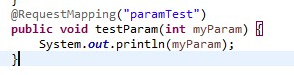 }
@RequestMapping("paramTest")
public void testParam(int myParam) {
System.out.println(myParam);
}